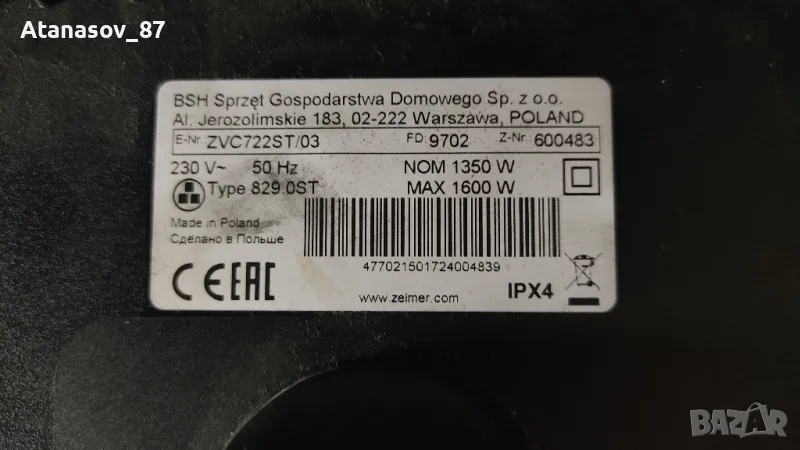 Atanasov_87
BSH Sprzęt Gospodarstwa Domowego Sp. z o.o.
Al. Jerozolimskie 183, 02-222 Warszawa, POLAND
E-Nr. ZVC722ST/03 FD 9702 Z-Nr. 600483
230 V~ 50 Hz NOM 1350 W
Type 829.0ST MAX 1600 W
Made in Poland
Сделано в Польше
477021501724004839
CE EAC www.zelmer.com IPX4
BAZAR